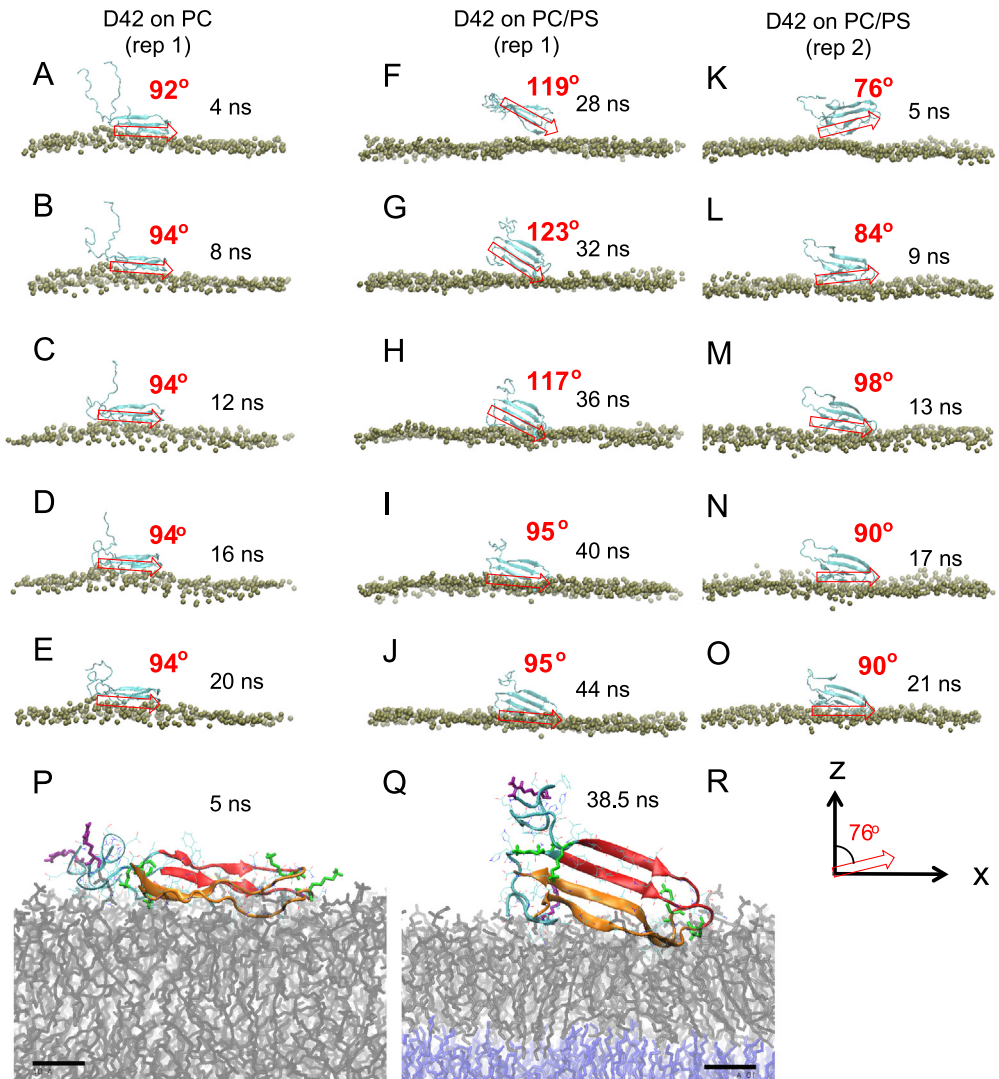 D42 on PC
(rep 1)
D42 on PC/PS
(rep 1)
D42 on PC/PS
(rep 2)
A
92°
4 ns
F
119°
28 ns
K
76°
5 ns
B
94°
8 ns
G
123°
32 ns
L
84°
9 ns
C
94°
12 ns
H
117°
36 ns
M
98°
13 ns
D
94°
16 ns
I
95°
40 ns
N
90°
17 ns
E
94°
20 ns
J
95°
44 ns
O
90°
21 ns
P
5 ns
Q
38.5 ns
R
Z
76°
X